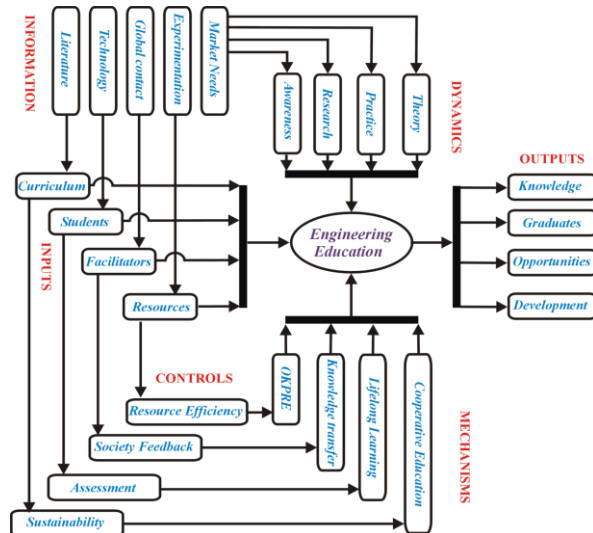 INFORMATION
Literature
Technology
Global contact
Experimentation
Market Needs
Awareness
Research
Practice
Theory
DYNAMICS
OUTPUTS
Curriculum
Students
Facilitators
Resources
INPUTS
Engineering
Education
Knowledge
Graduates
Opportunities
Development
CONTROLS
Resource Efficiency
Society Feedback
Assessment
Sustainability
OKPRE
Knowledge transfer
Lifelong Learning
Cooperative Education
MECHANISMS